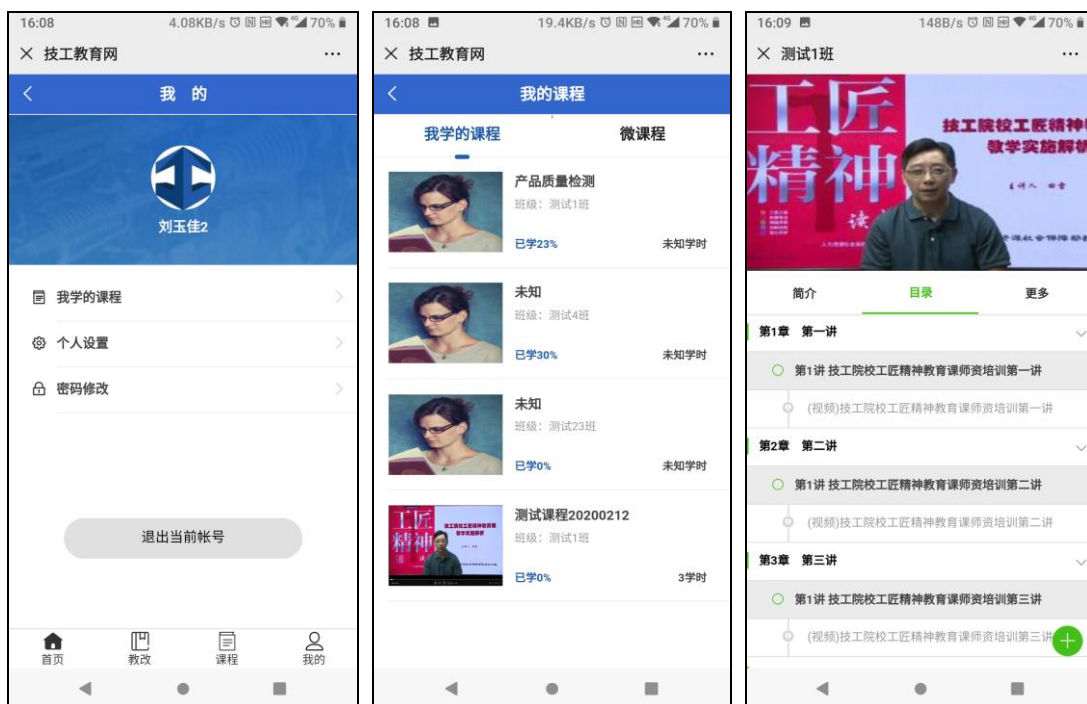 16:08 4.08KB/s 70%
技工教育网
我 的
刘玉佳2
我学的课程
个人设置
密码修改
退出当前帐号
首页 教改 课程 我的
16:08 19.4KB/s 70%
技工教育网
我的课程
我学的课程 微课程
产品质量检测
班级：测试1班
已学23% 未知学时
未知
班级：测试4班
已学30% 未知学时
未知
班级：测试23班
已学0% 未知学时
测试课程20200212
班级：测试1班
已学0% 3学时
16:09 148B/s 70%
测试1班
工匠
精神
技工院校工匠精神
教学实施解析
简介 目录 更多
第1章 第一讲
第1讲 技工院校工匠精神教育课师资培训第一讲
(视频)技工院校工匠精神教育课师资培训第一讲
第2章 第二讲
第1讲 技工院校工匠精神教育课师资培训第二讲
(视频)技工院校工匠精神教育课师资培训第二讲
第3章 第三讲
第1讲 技工院校工匠精神教育课师资培训第三讲
(视频)技工院校工匠精神教育课师资培训第三讲